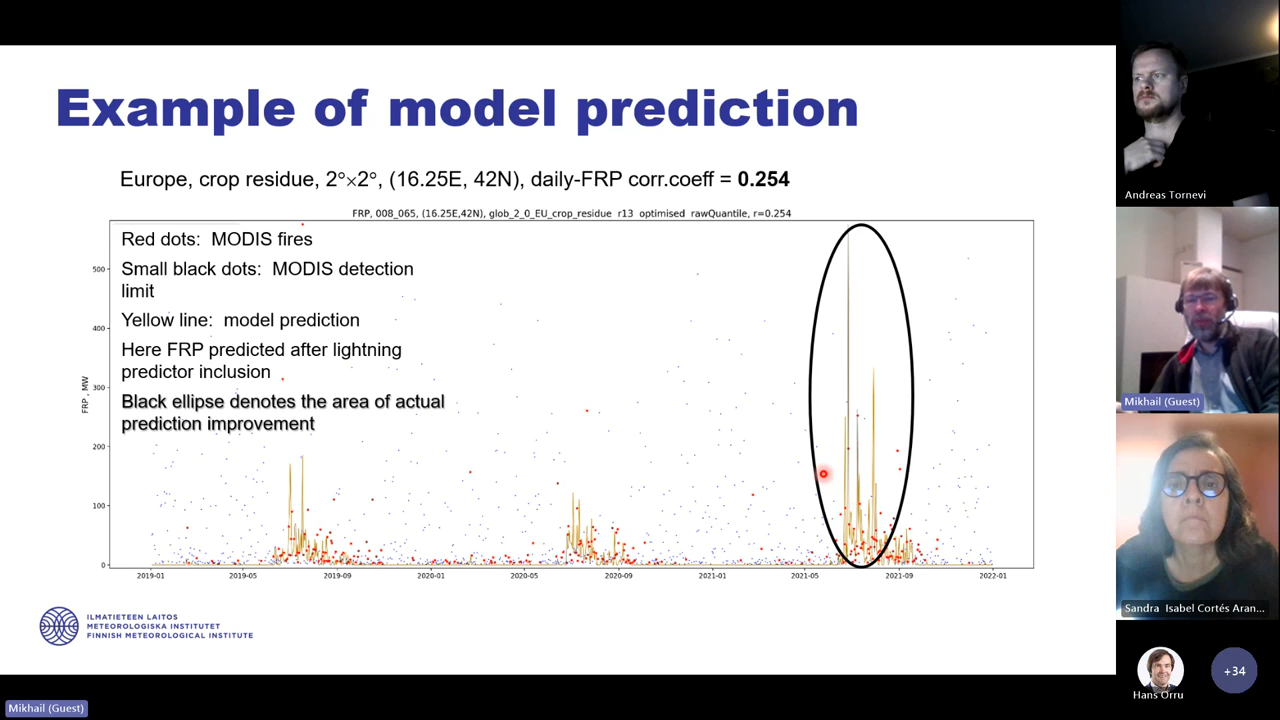 Example of model prediction
Europe, crop residue, 2°×2°, (16.25E, 42N), daily-FRP corr.coeff = 0.254
FRP, 008_065, (16.25E,42N), glob_2_0_EU_crop_residue r13 optimised rawQuantile, r=0.254
Red dots: MODIS fires
Small black dots: MODIS detection
limit
Yellow line: model prediction
Here FRP predicted after lightning
predictor inclusion
Black ellipse denotes the area of actual
prediction improvement
FRP, MW
500
400
300
200
100
0
2019-01
2019-05
2019-09
2020-01
2020-05
2020-09
2021-01
2021-05
2021-09
2022-01
ILMATIETEEN LAITOS
METEOROLOGISKA INSTITUTET
FINNISH METEOROLOGICAL INSTITUTE
Mikhail (Guest)
Andreas Tornevi
Mikhail (Guest)
Sandra Isabel Cortés Aran...
Hans Orru
+34